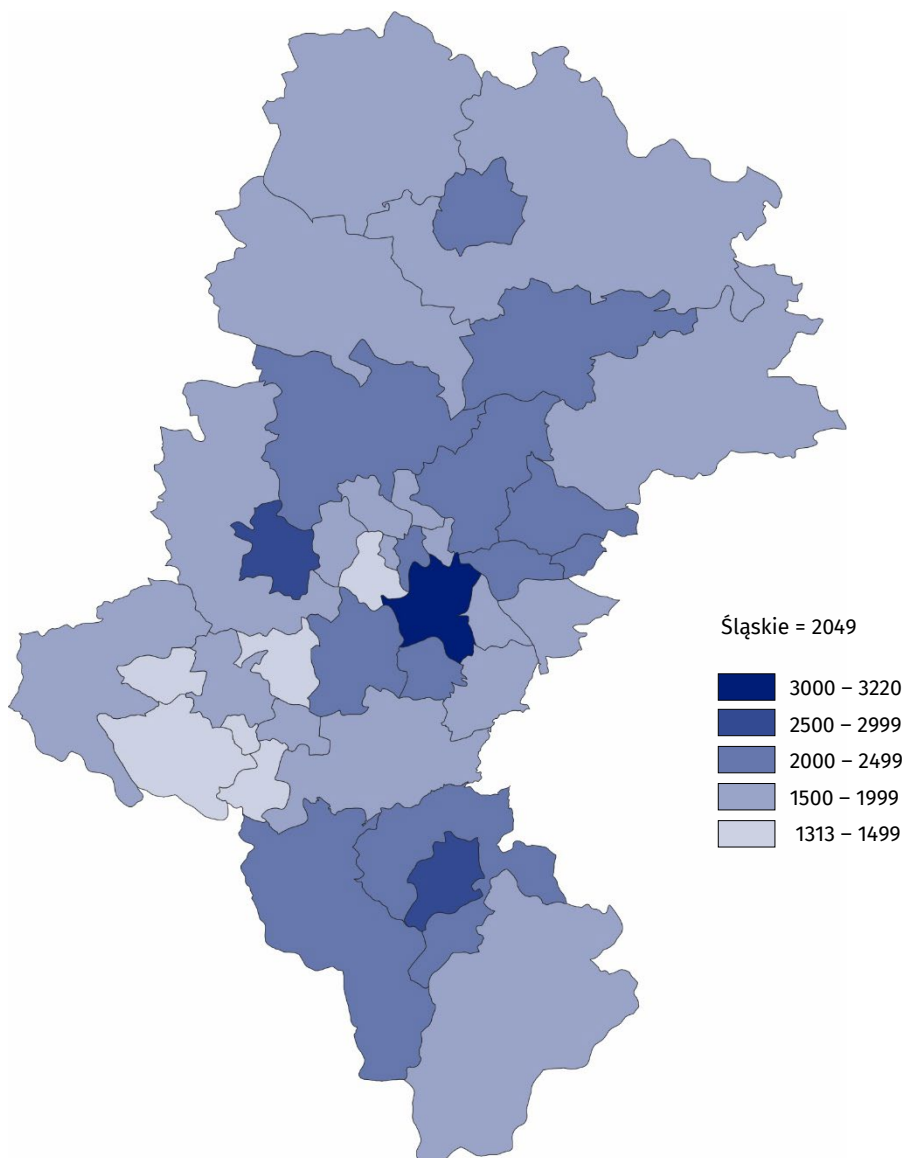 Śląskie = 2049
3000 – 3220
2500 – 2999
2000 – 2499
1500 – 1999
1313 – 1499